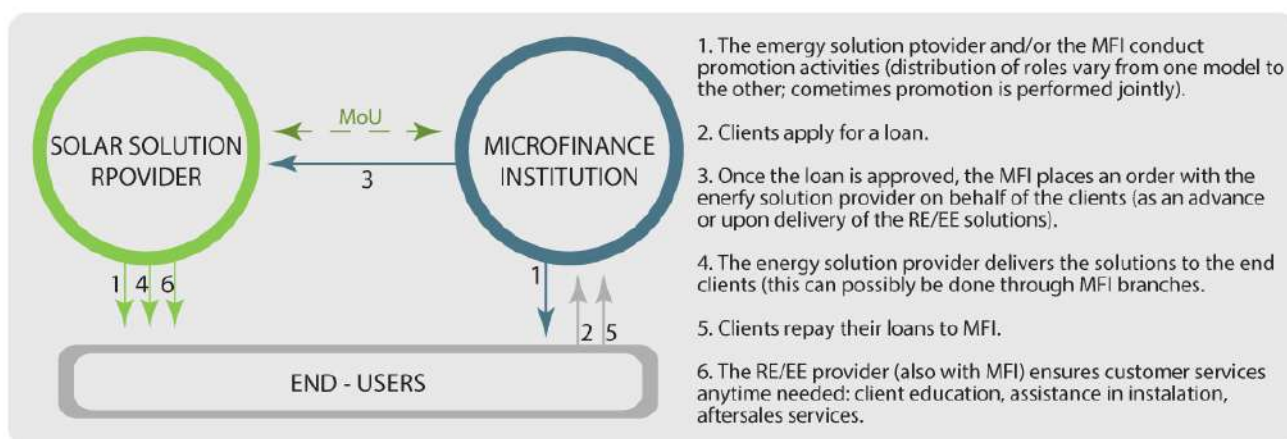 SOLAR SOLUTION
RPOVIDER
MoU
3
MICROFINANCE
INSTITUTION
1
4
6
1
2
5
END - USERS
1. The emergy solution ptovider and/or the MFI conduct
promotion activities (distribution of roles vary from one model to
the other; cometimes promotion is performed jointly).
2. Clients apply for a loan.
3. Once the loan is approved, the MFI places an order with the
enerfy solution provider on behalf of the clients (as an advance
or upon delivery of the RE/EE solutions).
4. The energy solution provider delivers the solutions to the end
clients (this can possibly be done through MFI branches.
5. Clients repay their loans to MFI.
6. The RE/EE provider (also with MFI) ensures customer services
anytime needed: client education, assistance in instalation,
aftersales services.